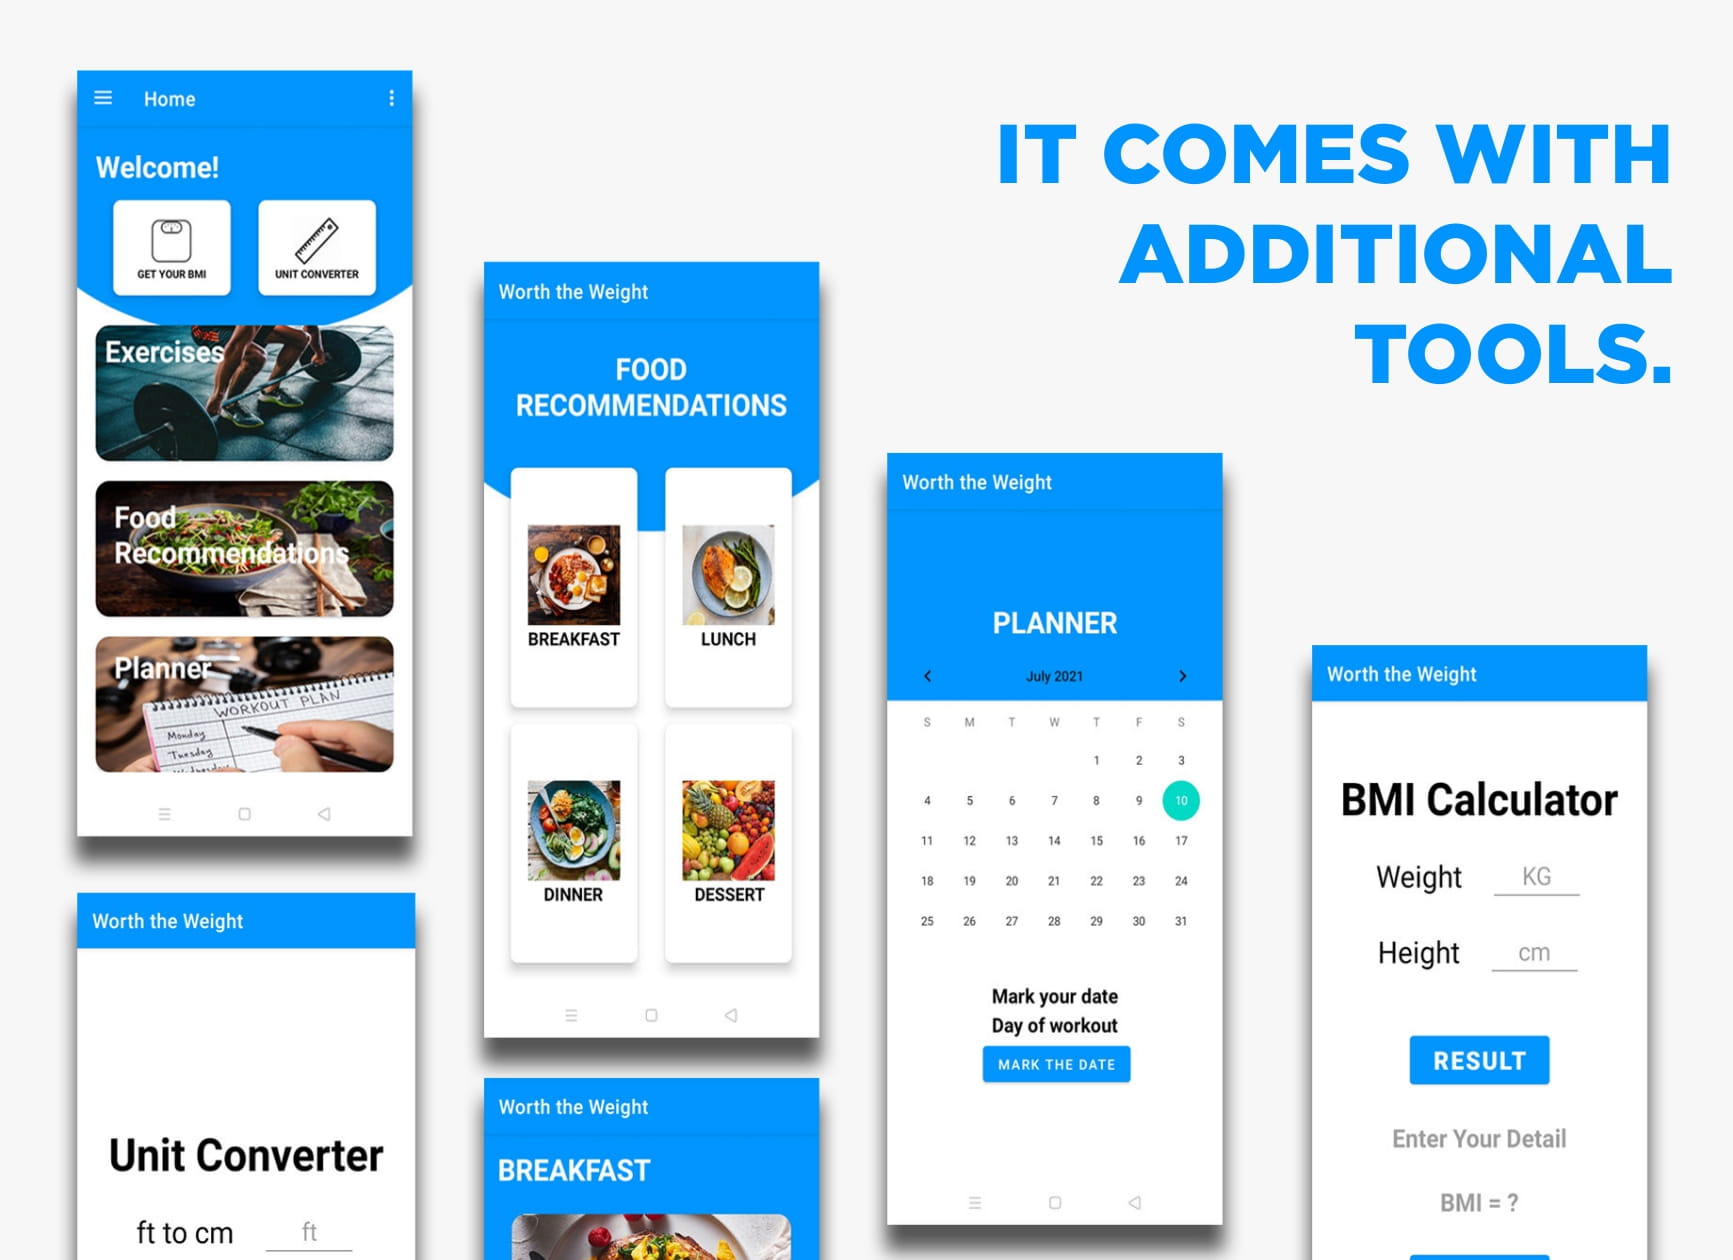 IT COMES WITH
ADDITIONAL
TOOLS.
Home
Welcome!
GET YOUR BMI
UNIT CONVERTER
Exercises
Food
Recommendations
Planner
WORKOUT PLAN
Monday
Tuesday
Wednesday
Worth the Weight
Unit Converter
ft to cm ft
Worth the Weight
FOOD
RECOMMENDATIONS
BREAKFAST LUNCH
DINNER DESSERT
Worth the Weight
BREAKFAST
Worth the Weight
PLANNER
July 2021
S M T W T F S
1 2 3
4 5 6 7 8 9 10
11 12 13 14 15 16 17
18 19 20 21 22 23 24
25 26 27 28 29 30 31
Mark your date
Day of workout
MARK THE DATE
Worth the Weight
BMI Calculator
Weight KG
Height cm
RESULT
Enter Your Detail
BMI = ?